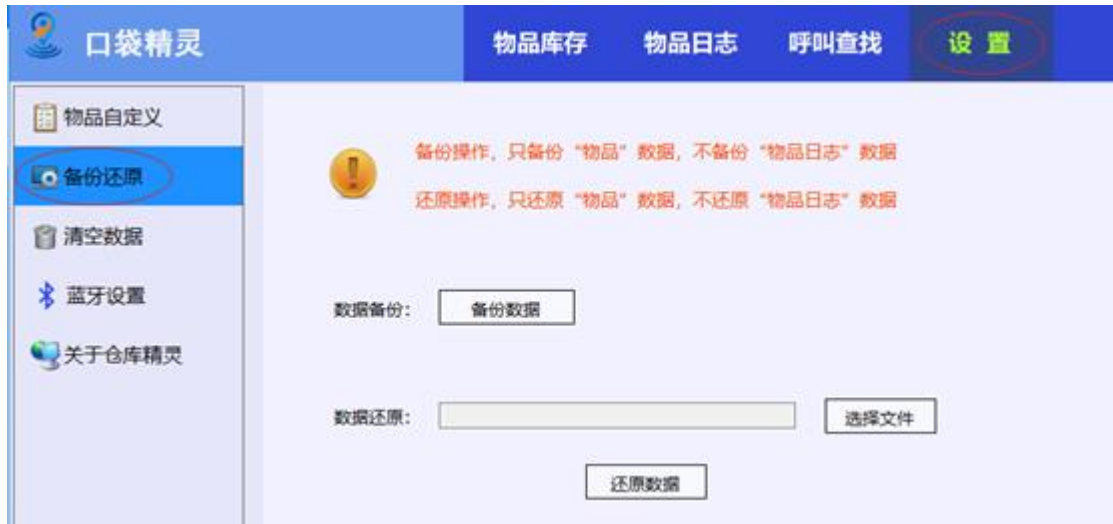 口袋精灵 物品库存 物品日志 呼叫查找 设 置
物品自定义
备份还原
清空数据
蓝牙设置
关于仓库精灵
备份操作，只备份“物品”数据，不备份“物品日志”数据
还原操作，只还原“物品”数据，不还原“物品日志”数据
数据备份： 备份数据
数据还原： 选择文件
还原数据